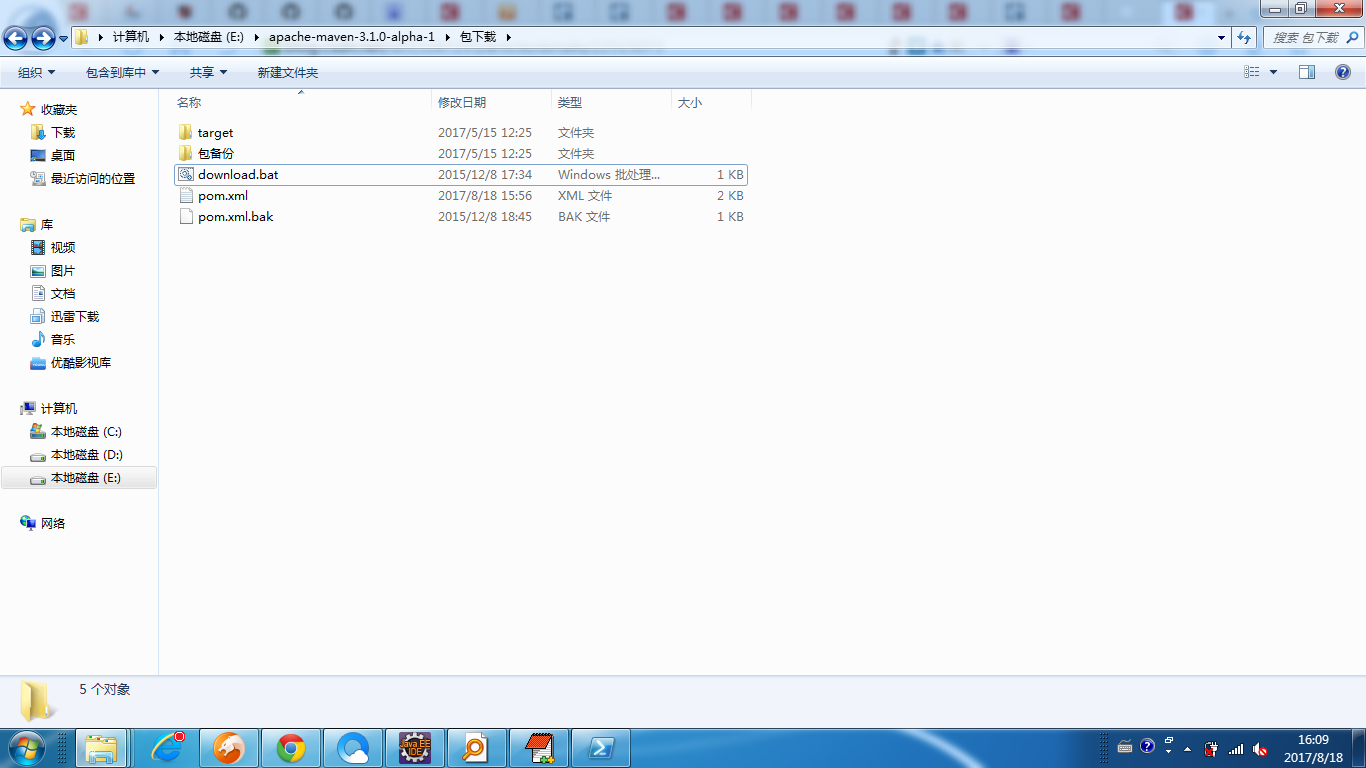 计算机 本地磁盘 (E:) apache-maven-3.1.0-alpha-1 包下载
搜索 包下载
组织 包含到库中 共享 新建文件夹
收藏夹
下载
桌面
最近访问的位置
库
视频
图片
文档
迅雷下载
音乐
优酷影视库
计算机
本地磁盘 (C:)
本地磁盘 (D:)
本地磁盘 (E:)
网络
名称 修改日期 类型 大小
target 2017/5/15 12:25 文件夹
包备份 2017/5/15 12:25 文件夹
download.bat 2015/12/8 17:34 Windows 批处理... 1 KB
pom.xml 2017/8/18 15:56 XML 文件 2 KB
pom.xml.bak 2015/12/8 18:45 BAK 文件 1 KB
5 个对象
Java EE
IDE
16:09
2017/8/18